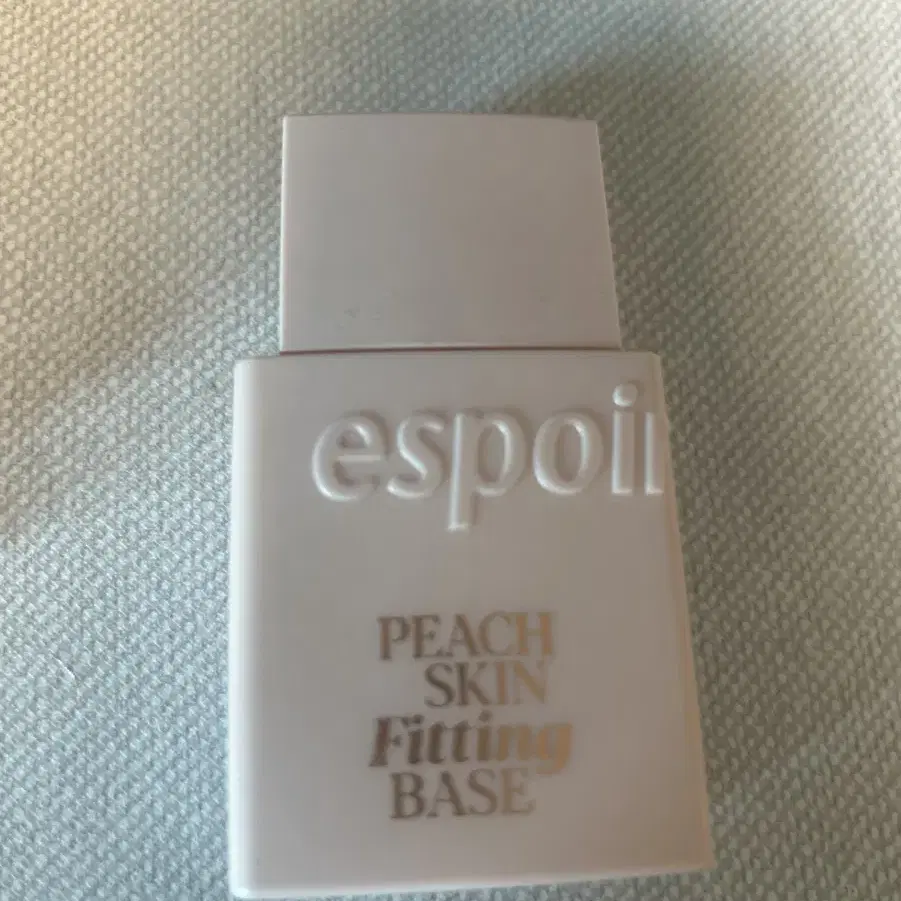 espoir
PEACH
SKIN
Fitting
BASE